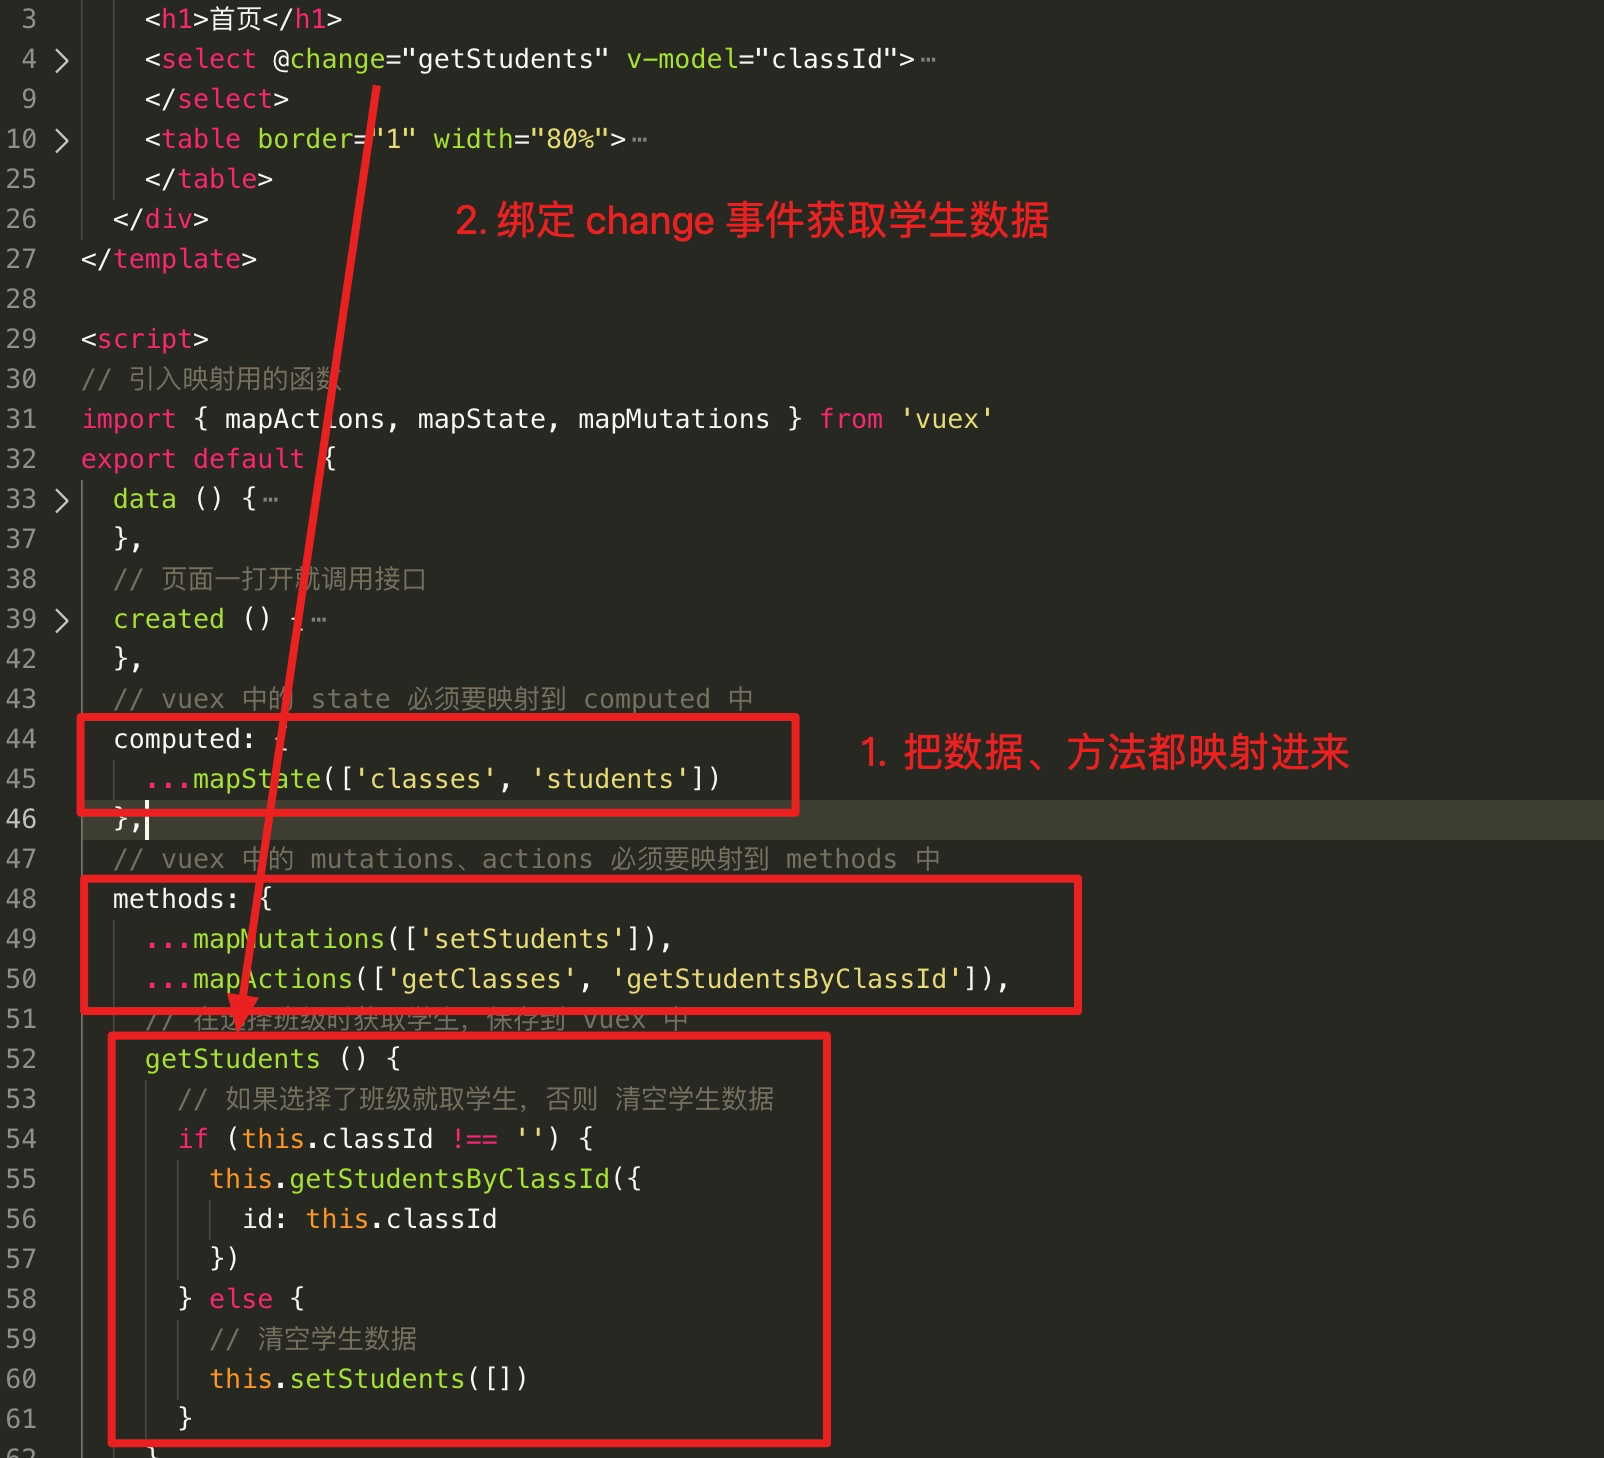 3 <h1>首页</h1>
4 <select @change="getStudents" v-model="classId">…
9 </select>
10 <table border="1" width="80%">…
25 </table>
2. 绑定 change 事件获取学生数据
26 </div>
27 </template>
28
29 <script>
30 // 引入映射用的函数
31 import { mapActions, mapState, mapMutations } from 'vuex'
32 export default {
33 data () {…
37 },
38 // 页面一打开就调用接口
39 created () {…
42 },
43 // vuex 中的 state 必须要映射到 computed 中
44 computed: {
1. 把数据、方法都映射进来
45 ...mapState(['classes', 'students'])
46 },
47 // vuex 中的 mutations、actions 必须要映射到 methods 中
48 methods: {
49 ...mapMutations(['setStudents']),
50 ...mapActions(['getClasses', 'getStudentsByClassId']),
51 // 在选择班级时获取学生，保存到 vuex 中
52 getStudents () {
53 // 如果选择了班级就取学生，否则 清空学生数据
54 if (this.classId !== '') {
55 this.getStudentsByClassId({
56 id: this.classId
57 })
58 } else {
59 // 清空学生数据
60 this.setStudents([])
61 }
62 }